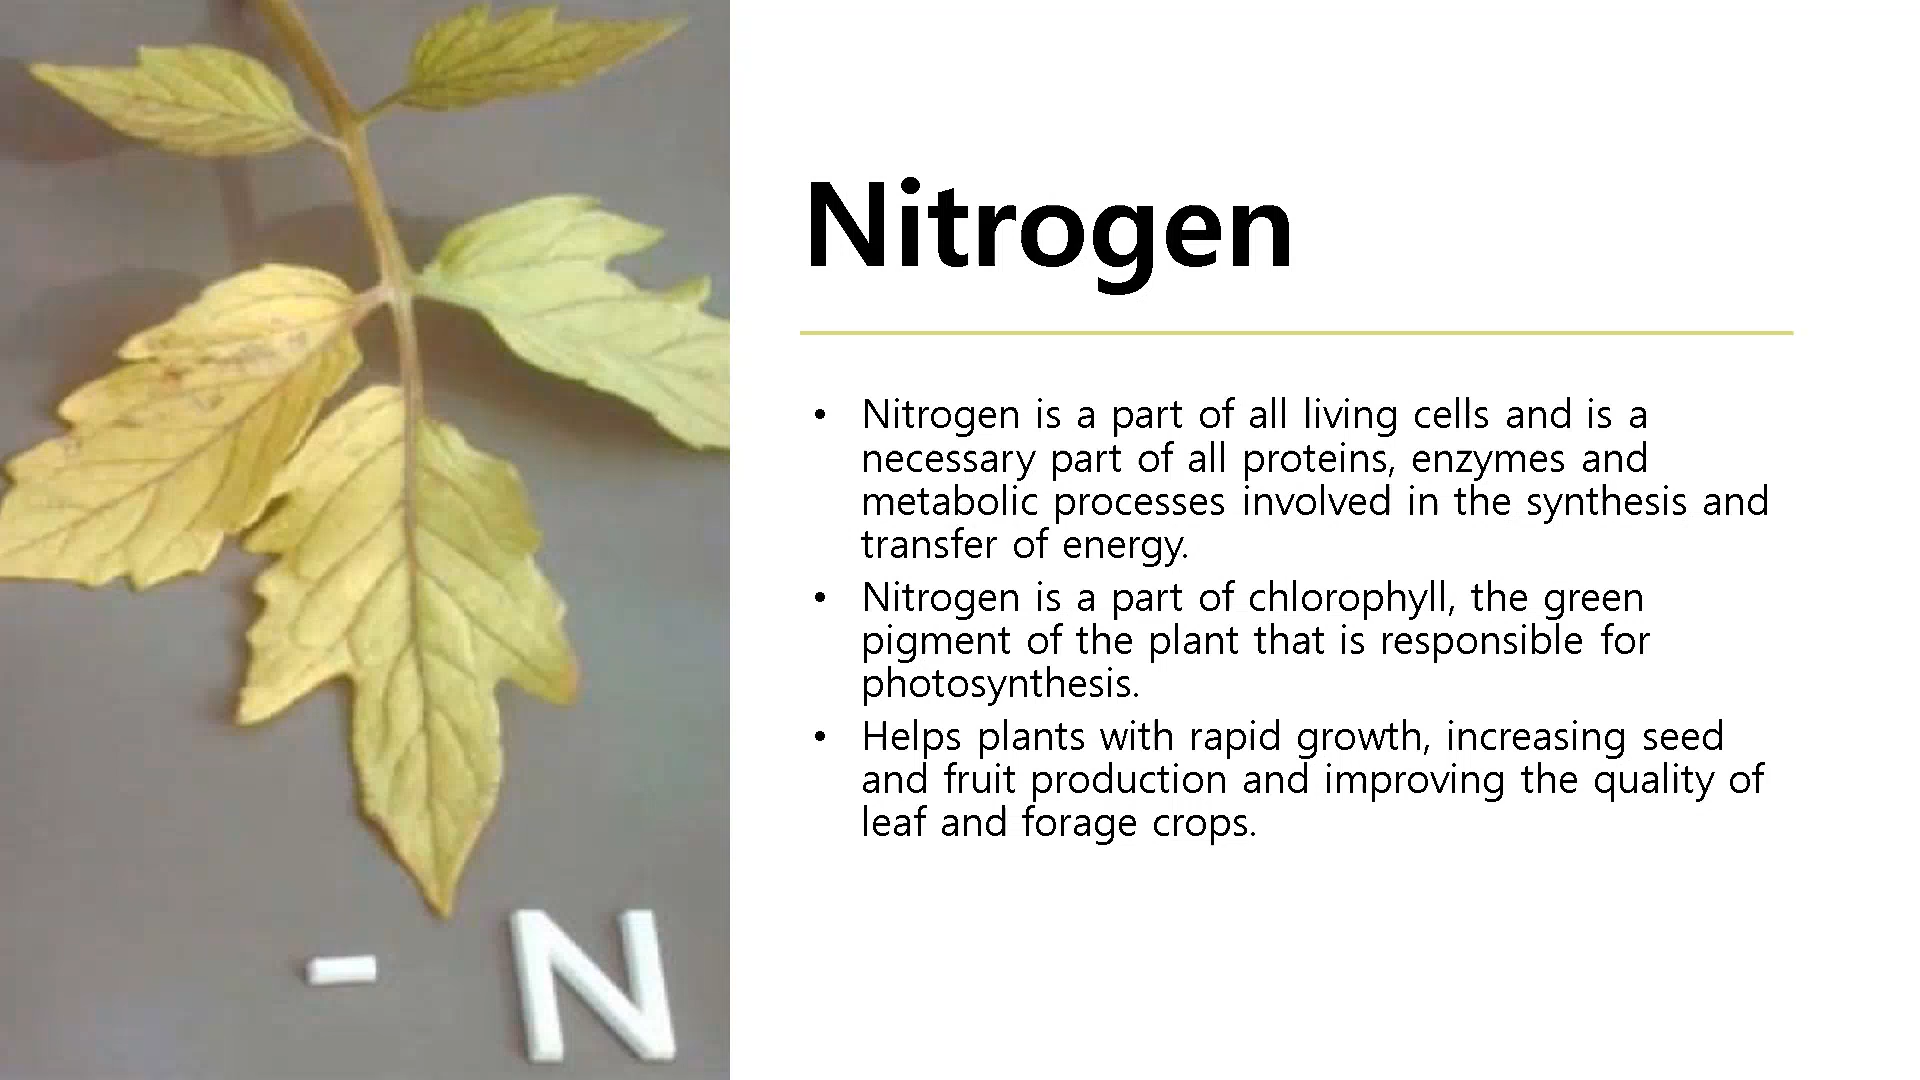 Nitrogen
• Nitrogen is a part of all living cells and is a
necessary part of all proteins, enzymes and
metabolic processes involved in the synthesis and
transfer of energy.
• Nitrogen is a part of chlorophyll, the green
pigment of the plant that is responsible for
photosynthesis.
• Helps plants with rapid growth, increasing seed
and fruit production and improving the quality of
leaf and forage crops.
- N